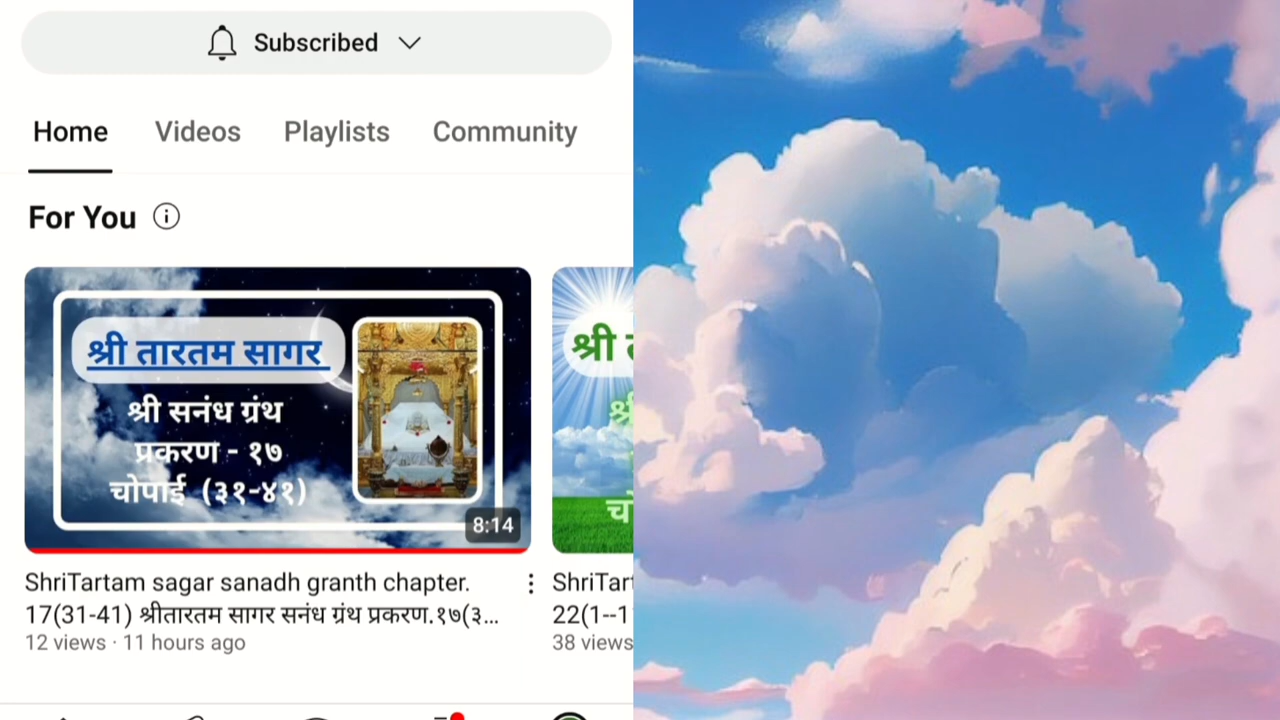 Subscribed
Home Videos Playlists Community
For You
श्री तारतम सागर
श्री सनंध ग्रंथ
प्रकरण - १७
चोपाई (३१-४१)
8:14
श्री
श्री
चो
ShriTartam sagar sanadh granth chapter.
17(31-41) श्रीतारतम सागर सनंध ग्रंथ प्रकरण.१७(३...
12 views · 11 hours ago
ShriTart
22(1--1
38 views